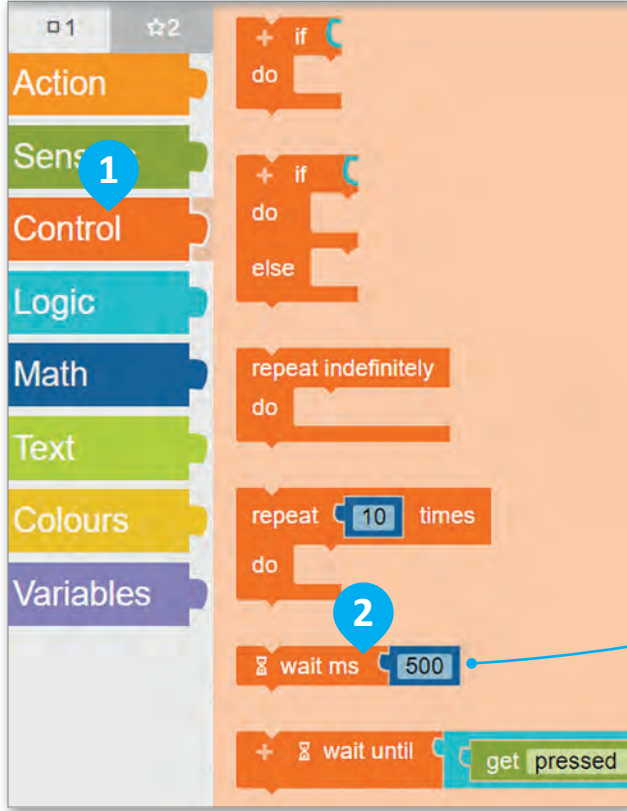 1
2
Action
Control
Logic
Math
Text
Colours
Variables
1
+ if
do
+ if
do
else
repeat indefinitely
do
repeat 10 times
do
2
wait ms 500
+ wait until get pressed